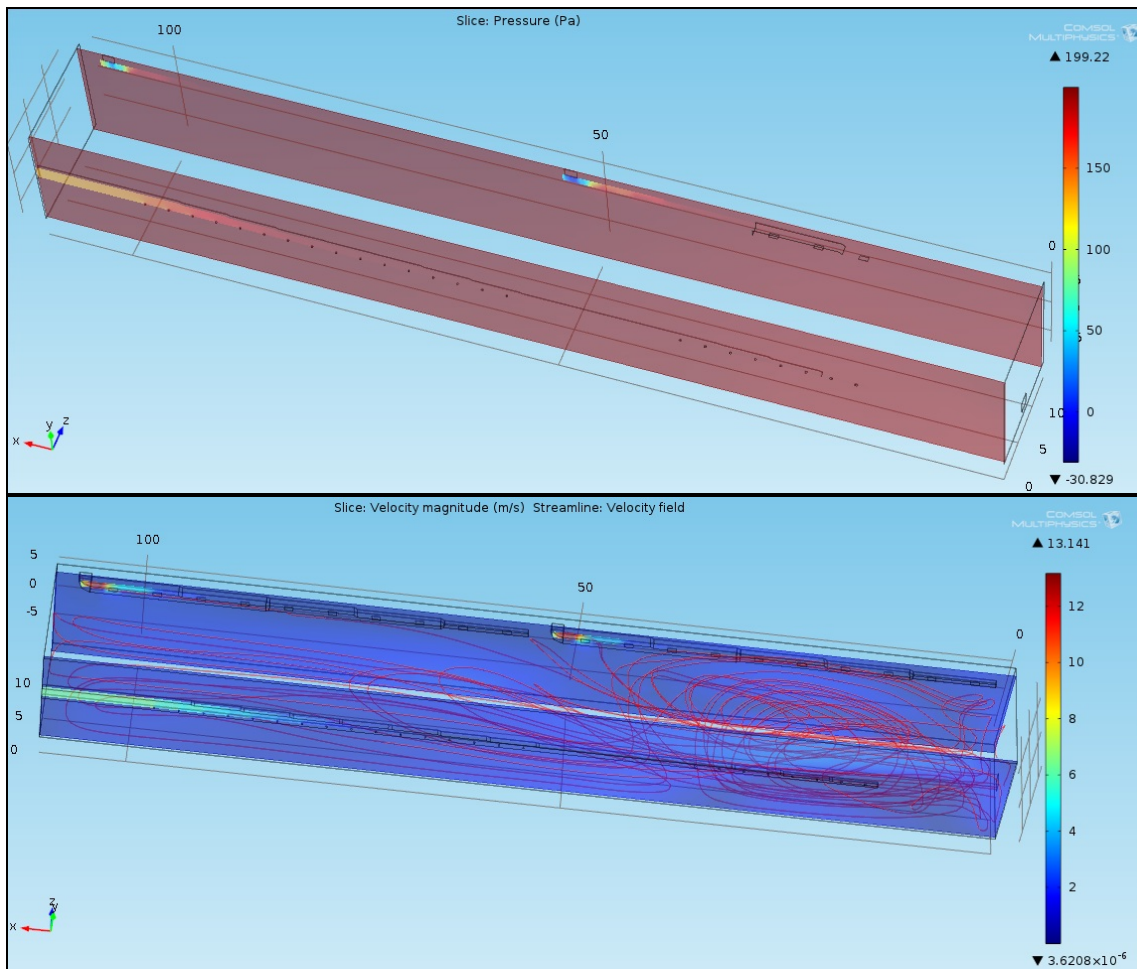 Slice: Pressure (Pa)
COMSOL
MULTIPHYSICS
▲ 199.22
100
50
0
150
100
50
0
10
5
0
▼ -30.829
y
z
x
Slice: Velocity magnitude (m/s) Streamline: Velocity field
COMSOL
MULTIPHYSICS
▲ 13.141
5
0
-5
100
50
0
10
5
0
12
10
8
6
4
2
z
y
x
▼ 3.6208×10⁻⁶